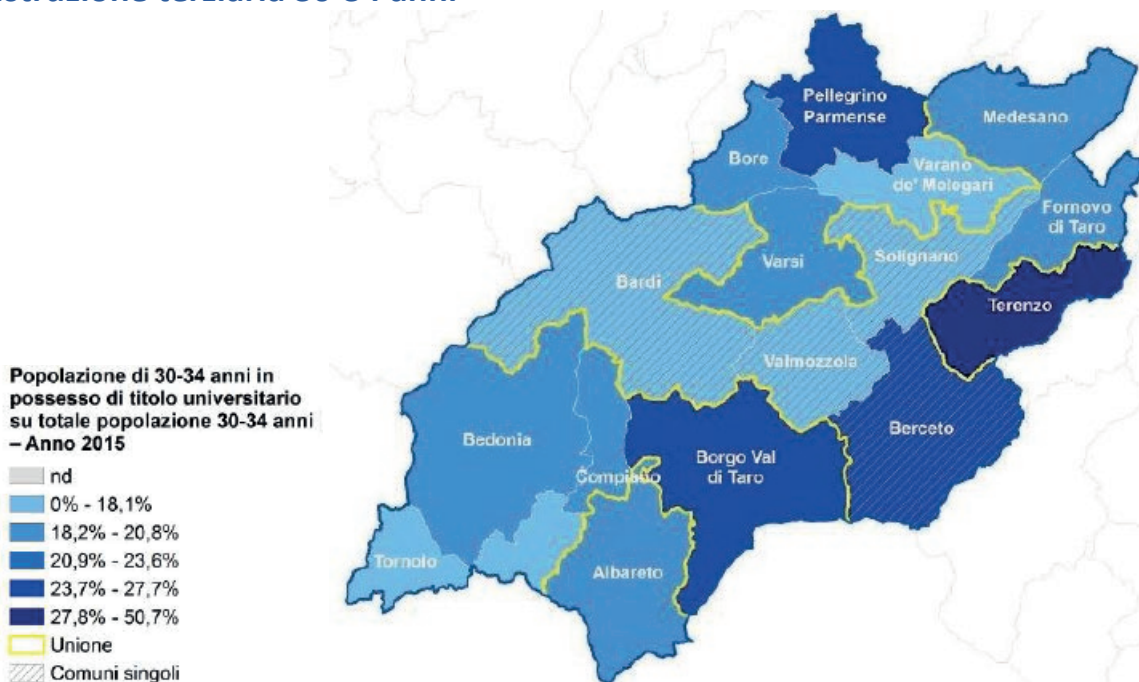 Pellegrino
Parmense
Medesano
Bore
Varano
de' Melegari
Fornovo
di Taro
Solignano
Varsi
Bardi
Terenzo
Valmozzola
Berceto
Bedonia
Borgo Val
di Taro
Compiano
Tornolo
Albareto
Popolazione di 30-34 anni in
possesso di titolo universitario
su totale popolazione 30-34 anni
– Anno 2015
nd
0% - 18,1%
18,2% - 20,8%
20,9% - 23,6%
23,7% - 27,7%
27,8% - 50,7%
Unione
Comuni singoli